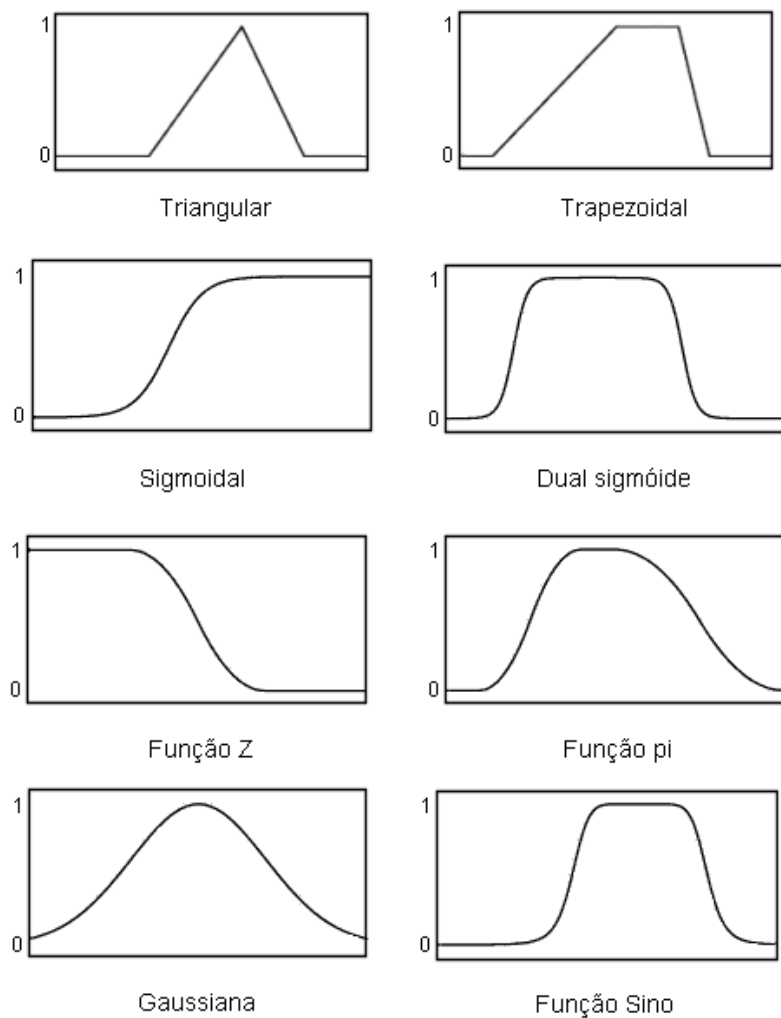 1
0
Triangular
1
0
Trapezoidal
1
0
Sigmoidal
1
0
Dual sigmóide
1
0
Função Z
1
0
Função pi
1
0
Gaussiana
1
0
Função Sino